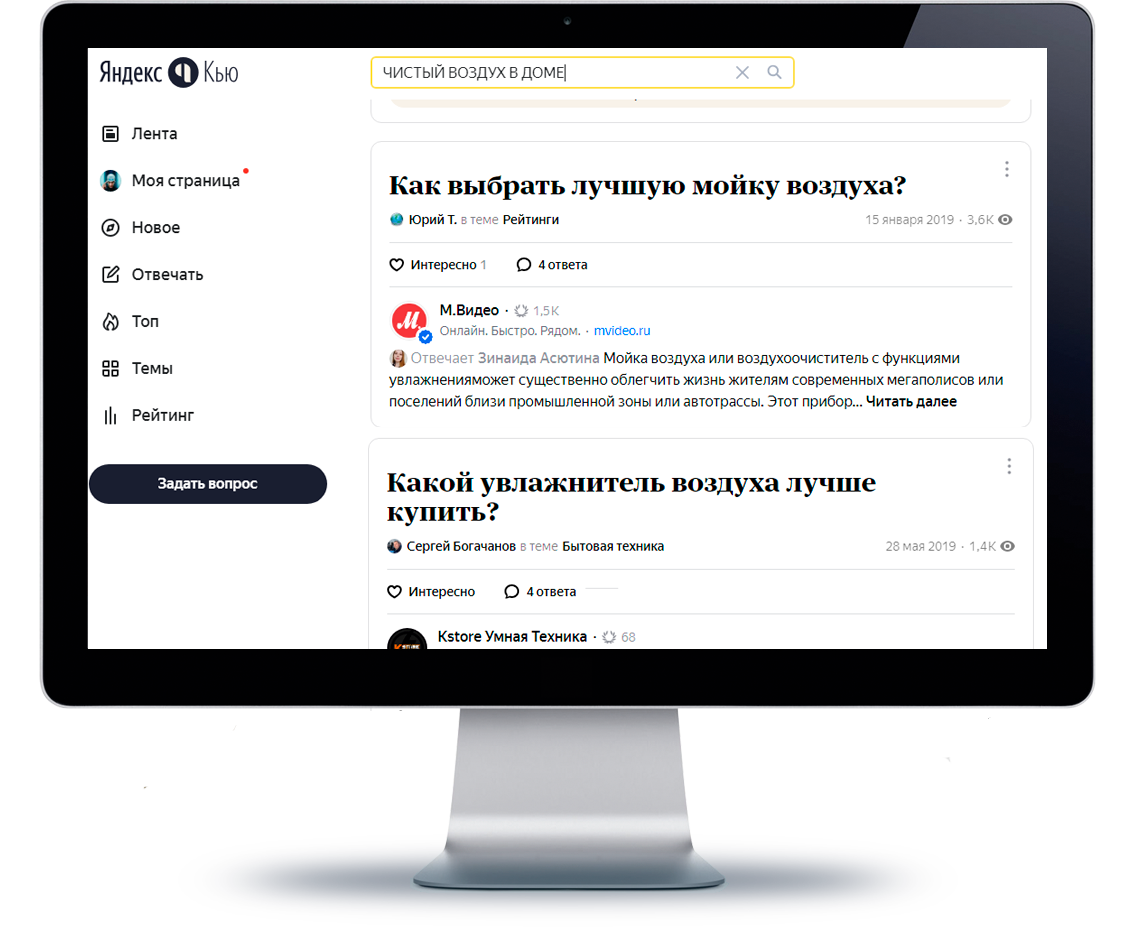 Яндекс Кью
ЧИСТЫЙ ВОЗДУХ В ДОМЕ
Лента
Моя страница
Новое
Отвечать
Топ
Темы
Рейтинг
Задать вопрос
Как выбрать лучшую мойку воздуха?
Юрий Т. в теме Рейтинги 15 января 2019 · 3,6K
Интересно 1 4 ответа
М.Видео · 1,5K
Онлайн. Быстро. Рядом. · mvideo.ru
Отвечает Зинаида Асютина Мойка воздуха или воздухоочиститель с функциями
увлажненияможет существенно облегчить жизнь жителям современных мегаполисов или
поселений близи промышленной зоны или автотрассы. Этот прибор... Читать далее
Какой увлажнитель воздуха лучше
купить?
Сергей Богачанов в теме Бытовая техника 28 мая 2019 · 1,4K
Интересно 4 ответа
Kstore Умная Техника · 68